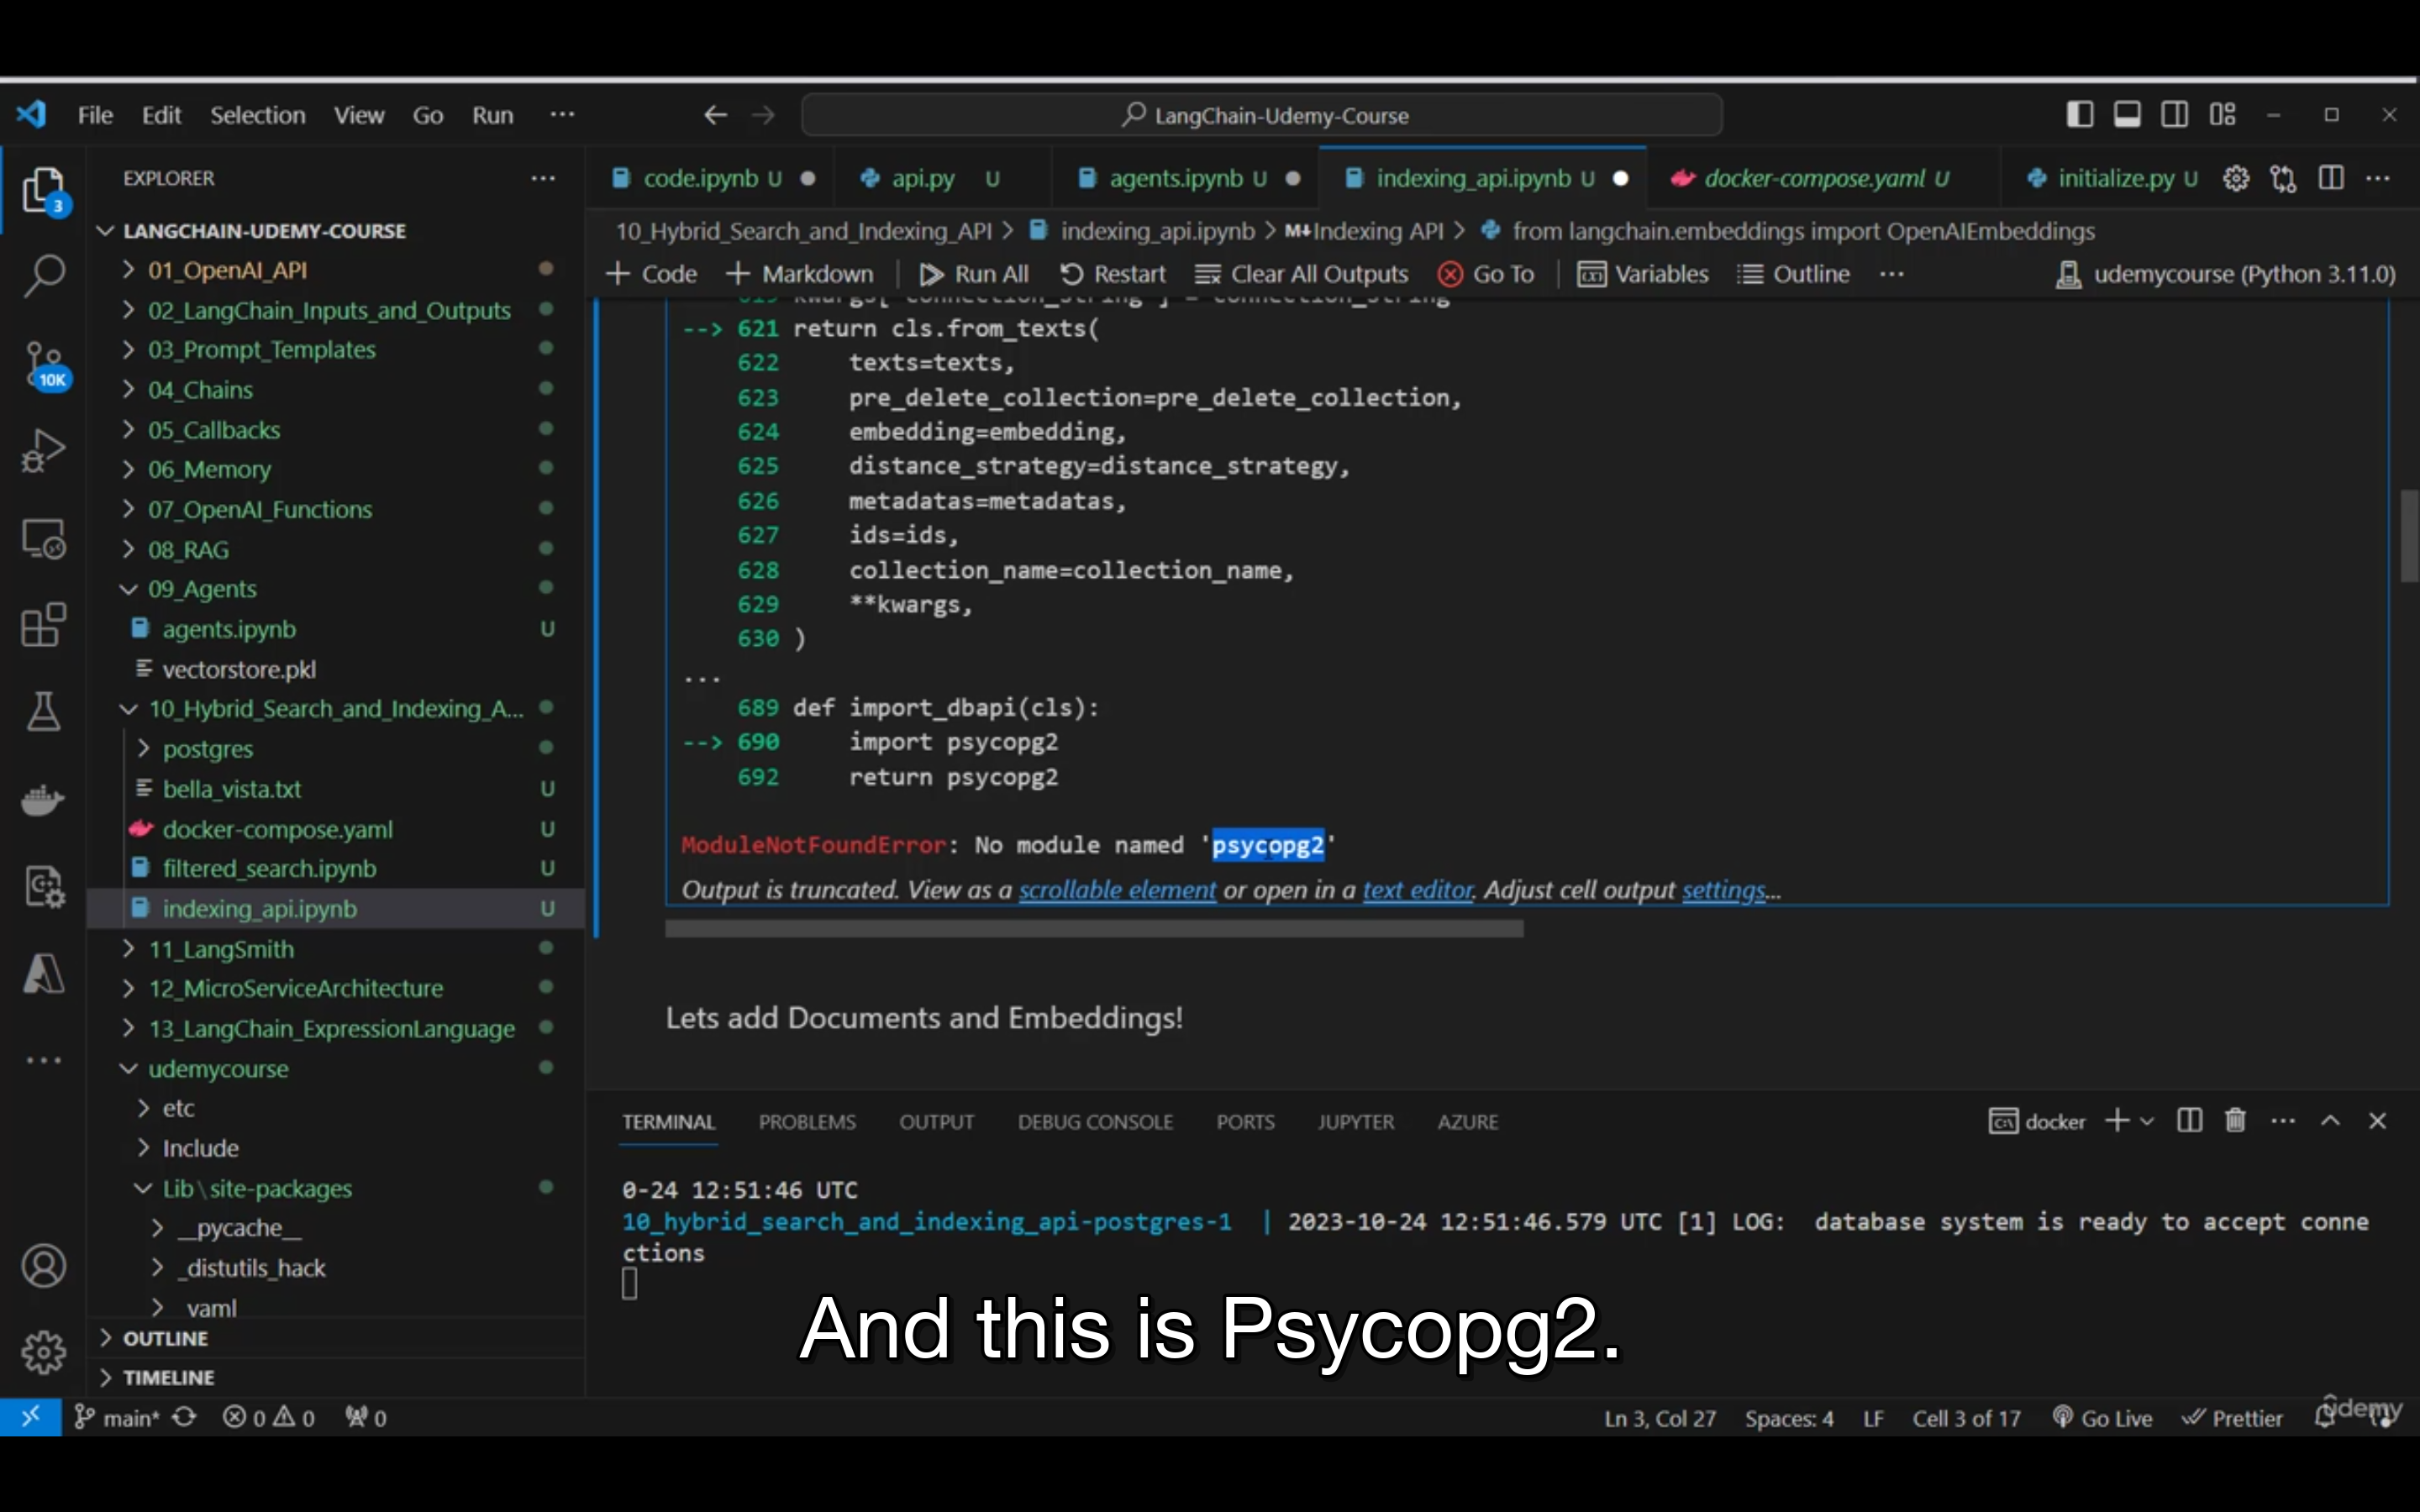 File Edit Selection View Go Run ··· LangChain-Udemy-Course
EXPLORER ···
3
10K
LANGCHAIN-UDEMY-COURSE
01_OpenAI_API
02_LangChain_Inputs_and_Outputs
03_Prompt_Templates
04_Chains
05_Callbacks
06_Memory
07_OpenAI_Functions
08_RAG
09_Agents
agents.ipynb U
vectorstore.pkl
10_Hybrid_Search_and_Indexing_A...
postgres
bella_vista.txt U
docker-compose.yaml U
filtered_search.ipynb U
indexing_api.ipynb U
11_LangSmith
12_MicroServiceArchitecture
13_LangChain_ExpressionLanguage
udemycourse
etc
Include
Lib\site-packages
__pycache__
_distutils_hack
yaml
OUTLINE
TIMELINE
code.ipynb U api.py U agents.ipynb U indexing_api.ipynb U docker-compose.yaml U initialize.py U ···
10_Hybrid_Search_and_Indexing_API > indexing_api.ipynb > M↓Indexing API > from langchain.embeddings import OpenAIEmbeddings
+ Code + Markdown Run All Restart Clear All Outputs Go To Variables Outline ··· udemycourse (Python 3.11.0)
--> 621 return cls.from_texts(
622 texts=texts,
623 pre_delete_collection=pre_delete_collection,
624 embedding=embedding,
625 distance_strategy=distance_strategy,
626 metadatas=metadatas,
627 ids=ids,
628 collection_name=collection_name,
629 **kwargs,
630 )
...
689 def import_dbapi(cls):
--> 690 import psycopg2
692 return psycopg2
ModuleNotFoundError: No module named 'psycopg2'
Output is truncated. View as a scrollable element or open in a text editor. Adjust cell output settings...
Lets add Documents and Embeddings!
TERMINAL PROBLEMS OUTPUT DEBUG CONSOLE PORTS JUPYTER AZURE docker
0-24 12:51:46 UTC
10_hybrid_search_and_indexing_api-postgres-1 | 2023-10-24 12:51:46.579 UTC [1] LOG: database system is ready to accept conne
ctions
And this is Psycopg2.
main* 0 0 0 Ln 3, Col 27 Spaces: 4 LF Cell 3 of 17 Go Live Prettier
udemy